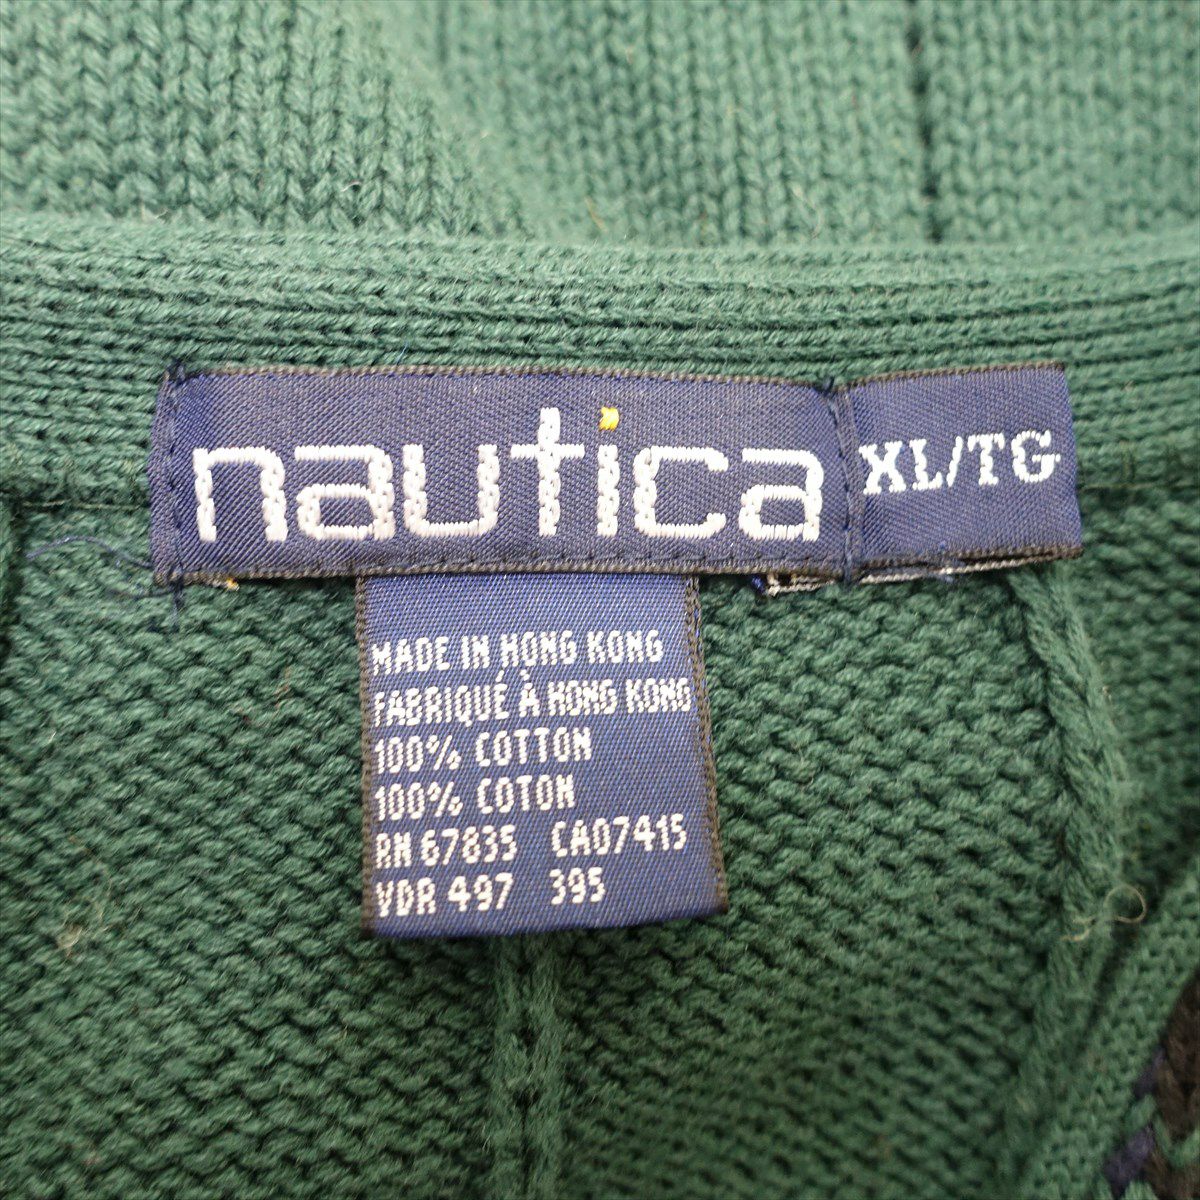 nautica XL/TG
MADE IN HONG KONG
FABRIQUÉ À HONG KONG
100% COTTON
100% COTON
RN 67835 CA07415
VDR 497 395